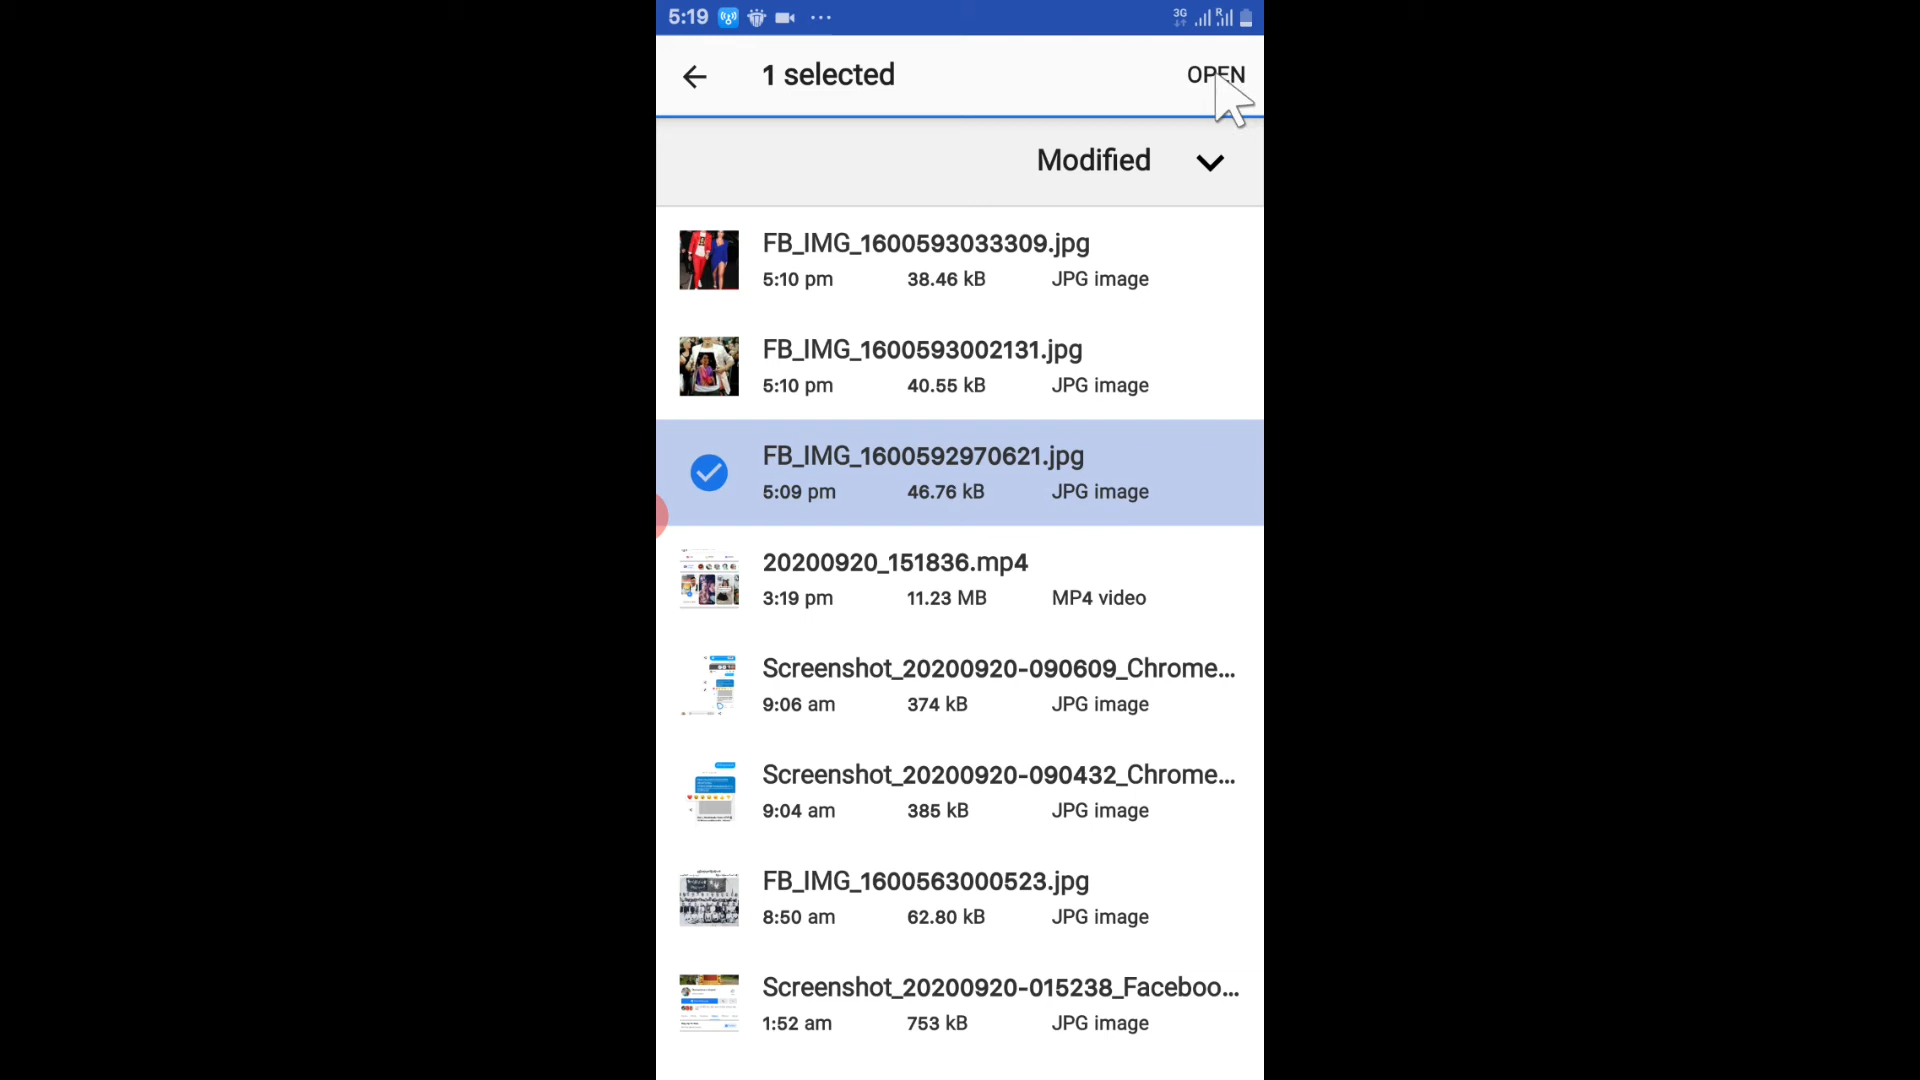 5:19
3G R
1 selected
OPEN
Modified
FB_IMG_1600593033309.jpg
5:10 pm 38.46 kB JPG image
FB_IMG_1600593002131.jpg
5:10 pm 40.55 kB JPG image
FB_IMG_1600592970621.jpg
5:09 pm 46.76 kB JPG image
20200920_151836.mp4
3:19 pm 11.23 MB MP4 video
Screenshot_20200920-090609_Chrome...
9:06 am 374 kB JPG image
Screenshot_20200920-090432_Chrome...
9:04 am 385 kB JPG image
FB_IMG_1600563000523.jpg
8:50 am 62.80 kB JPG image
Screenshot_20200920-015238_Faceboo...
1:52 am 753 kB JPG image